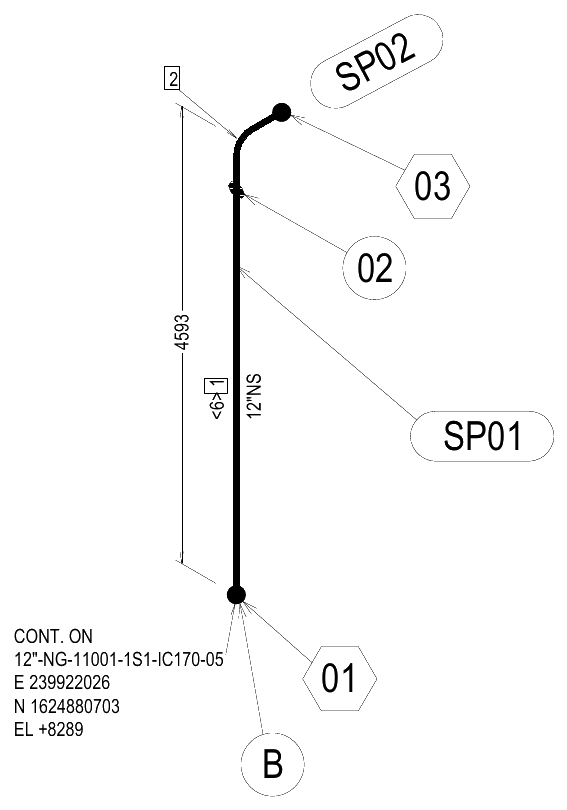 SP02
2
03
02
4593
<6> 1
12"NS
SP01
CONT. ON
12"-NG-11001-1S1-IC170-05
E 239922026
N 1624880703
EL +8289
01
B